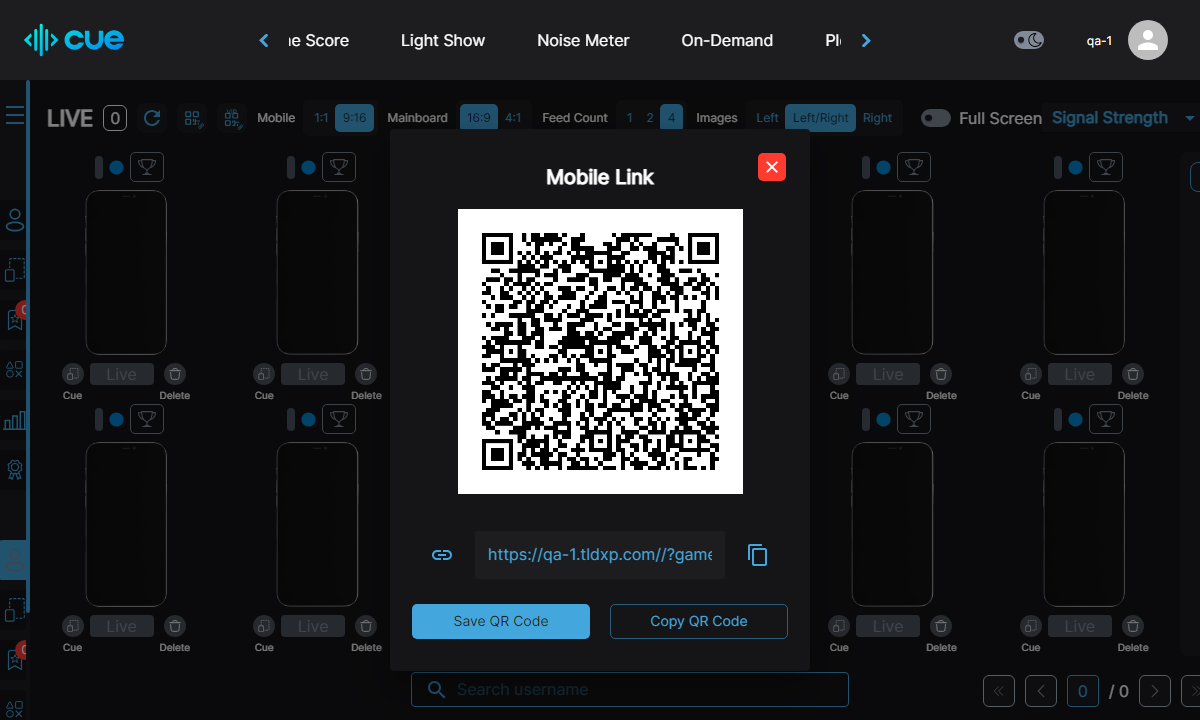 cue
ne Score
Light Show
Noise Meter
On-Demand
qa-1
LIVE 0
Mobile 1:1 9:16
Mainboard 16:9 4:1
Feed Count 1 2 4
Images Left Left/Right Right
Full Screen
Signal Strength
Mobile Link
https://qa-1.tldxp.com//?game
Save QR Code
Copy QR Code
Live
Cue
Delete
Live
Cue
Delete
Live
Cue
Delete
Live
Cue
Delete
Live
Cue
Delete
Live
Cue
Delete
Live
Cue
Delete
Live
Cue
Delete
Search username
0 / 0